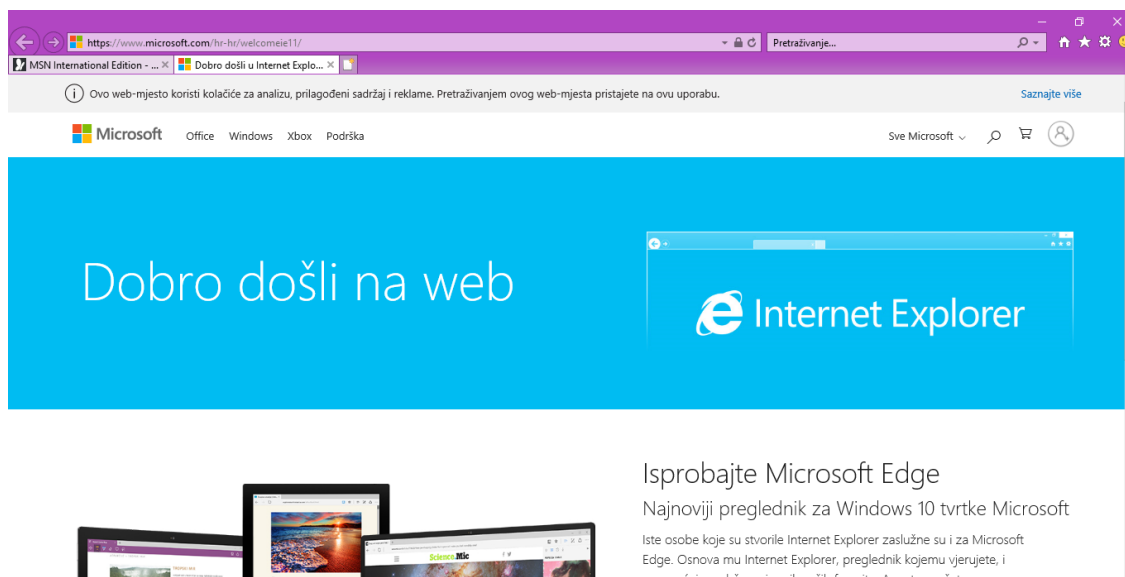 https://www.microsoft.com/hr-hr/welcomeie11/
Pretraživanje...
MSN International Edition - ...
Dobro došli u Internet Explo...
Ovo web-mjesto koristi kolačiće za analizu, prilagođeni sadržaj i reklame. Pretraživanjem ovog web-mjesta pristajete na ovu uporabu.
Saznajte više
Microsoft Office Windows Xbox Podrška
Sve Microsoft
Dobro došli na web
Internet Explorer
Isprobajte Microsoft Edge
Najnoviji preglednik za Windows 10 tvrtke Microsoft
Iste osobe koje su stvorile Internet Explorer zaslužne su i za Microsoft
Edge. Osnova mu Internet Explorer, preglednik kojemu vjerujete, i
Science.Mic